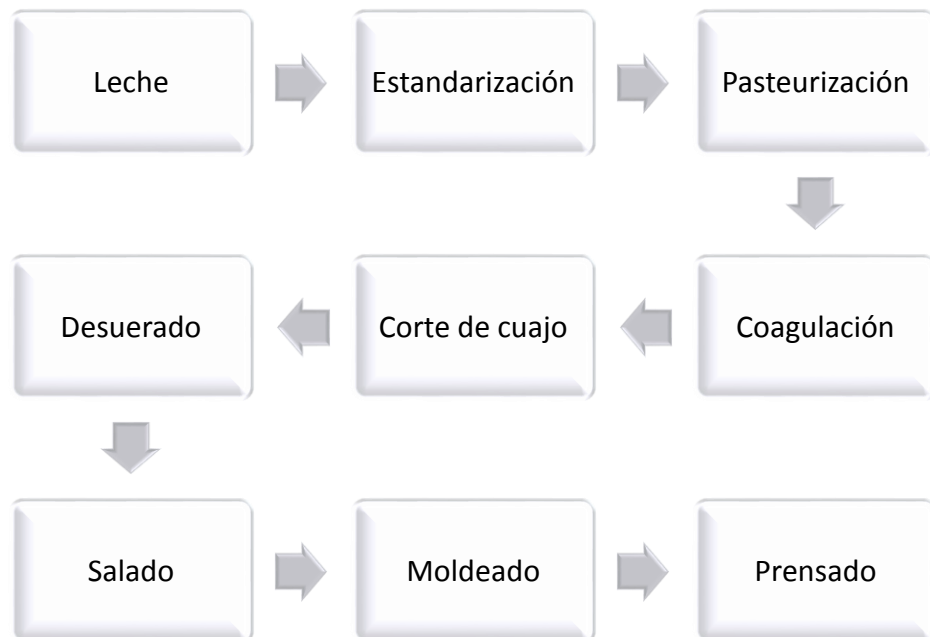 Leche
Estandarización
Pasteurización
Coagulación
Corte de cuajo
Desuerado
Salado
Moldeado
Prensado